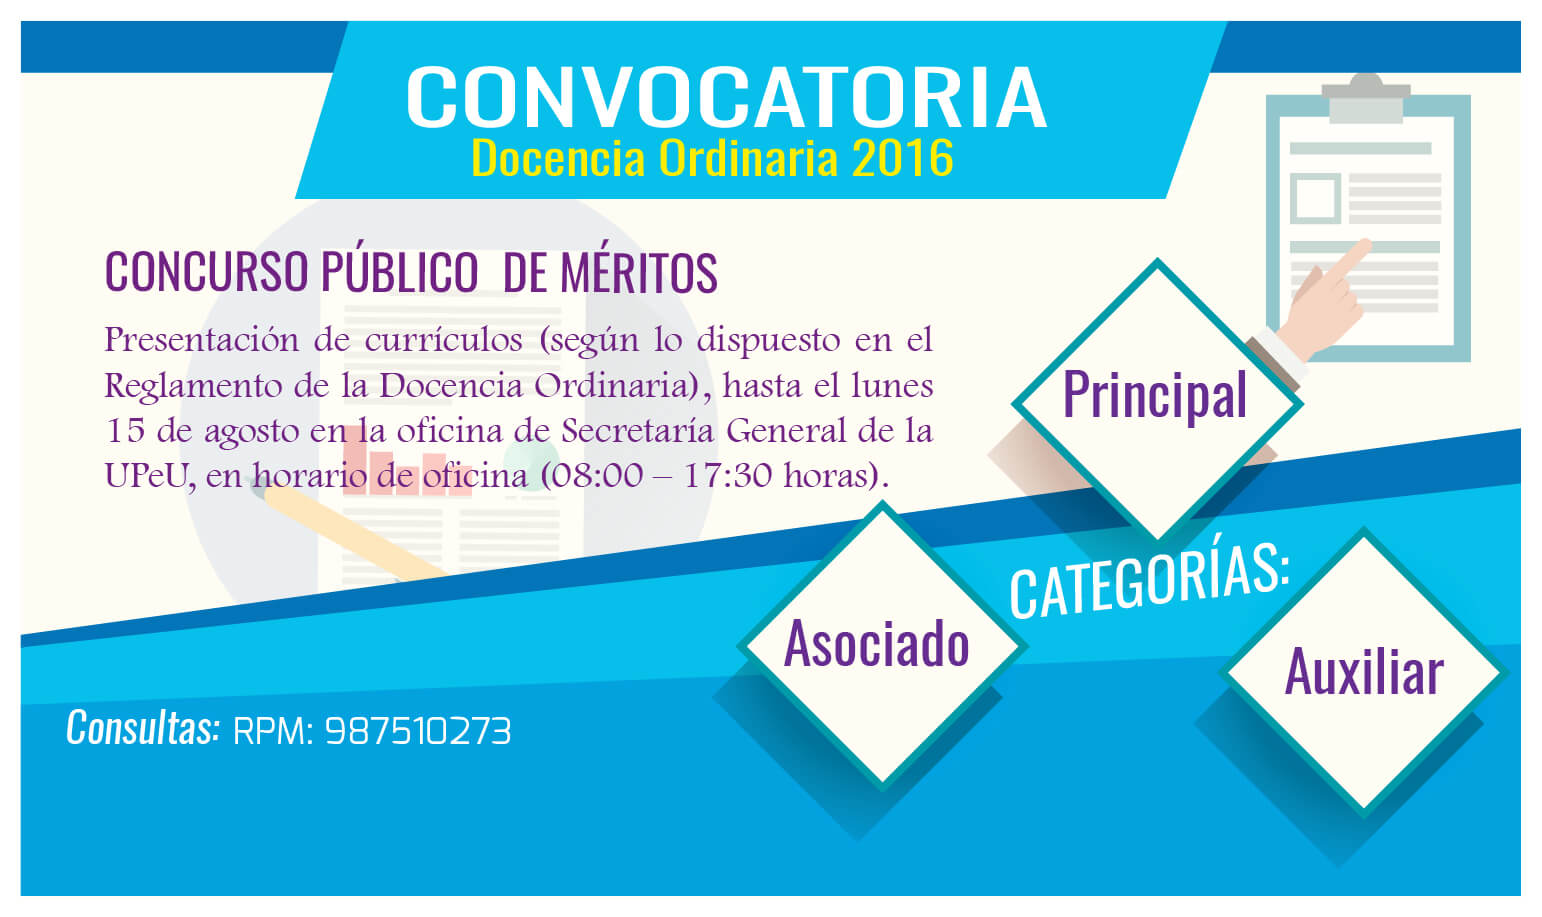 CONVOCATORIA
Docencia Ordinaria 2016
CONCURSO PÚBLICO DE MÉRITOS
Presentación de currículos (según lo dispuesto en el
Reglamento de la Docencia Ordinaria), hasta el lunes
15 de agosto en la oficina de Secretaría General de la
UPeU, en horario de oficina (08:00 – 17:30 horas).
Principal
CATEGORÍAS:
Asociado
Auxiliar
Consultas: RPM: 987510273